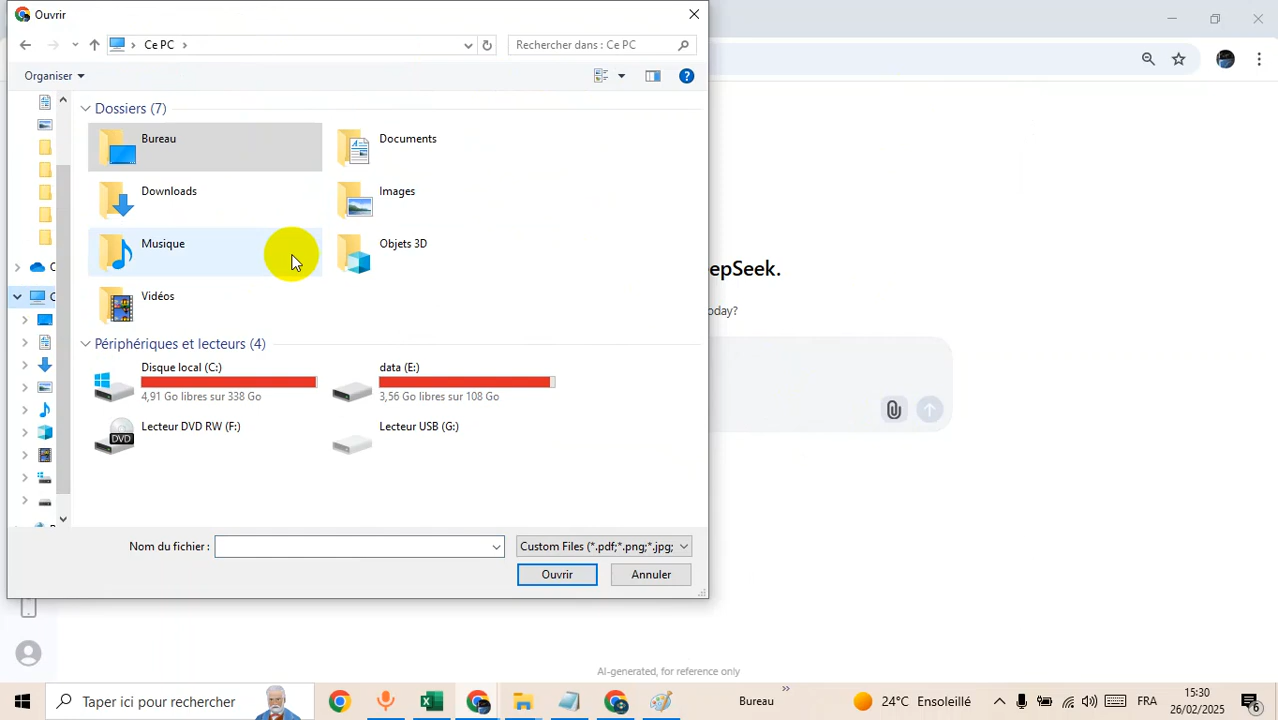 Ouvrir
Ce PC
Rechercher dans : Ce PC
Organiser
Dossiers (7)
Bureau
Documents
Downloads
Images
Musique
Objets 3D
Vidéos
Périphériques et lecteurs (4)
Disque local (C:)
4,91 Go libres sur 338 Go
data (E:)
3,56 Go libres sur 108 Go
Lecteur DVD RW (F:)
DVD
Lecteur USB (G:)
Nom du fichier :
Custom Files (*.pdf;*.png;*.jpg;
Ouvrir
Annuler
epSeek.
oday?
AI-generated, for reference only
Taper ici pour rechercher
Bureau
24°C Ensoleillé
FRA
15:30
26/02/2025
6